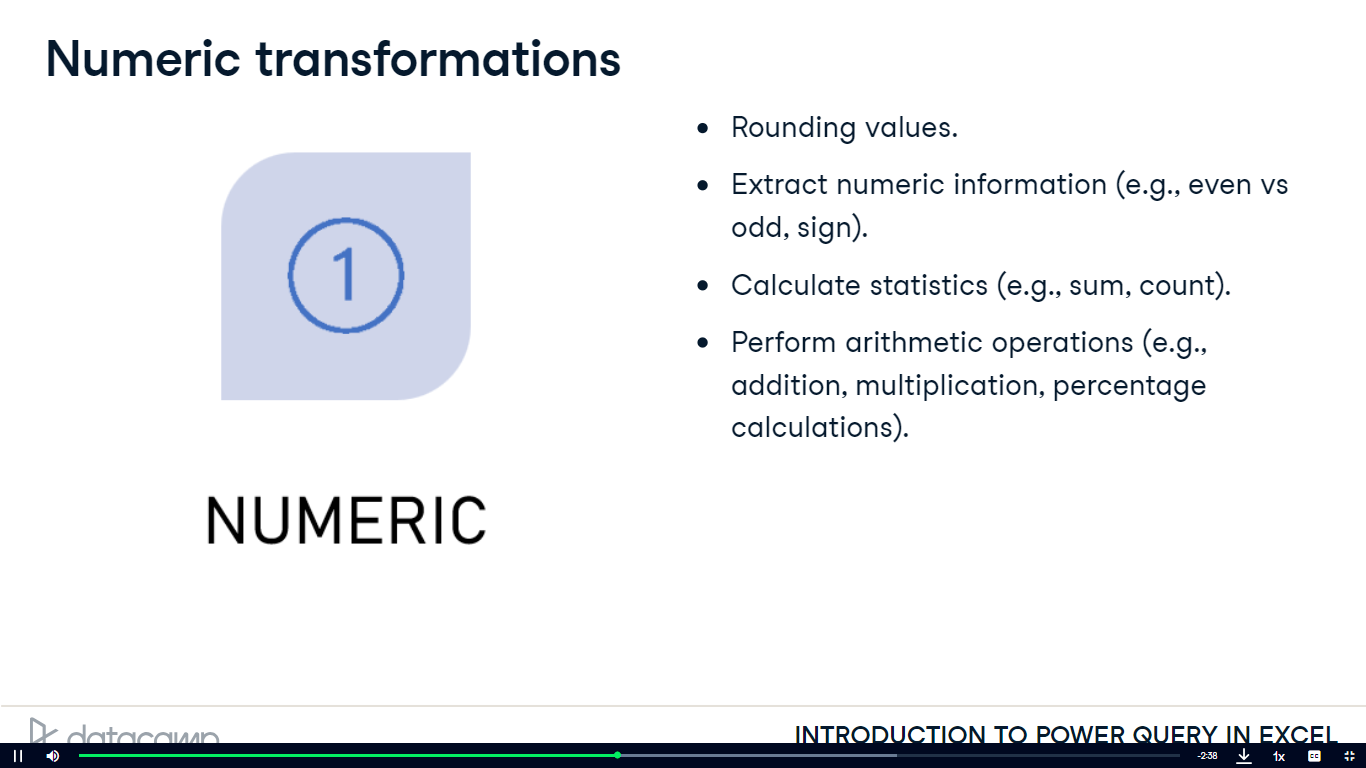 Numeric transformations
Rounding values.
Extract numeric information (e.g., even vs
odd, sign).
Calculate statistics (e.g., sum, count).
Perform arithmetic operations (e.g.,
addition, multiplication, percentage
calculations).
1
NUMERIC
datacamp
INTRODUCTION TO POWER QUERY IN EXCEL
-2:38
1x
CC